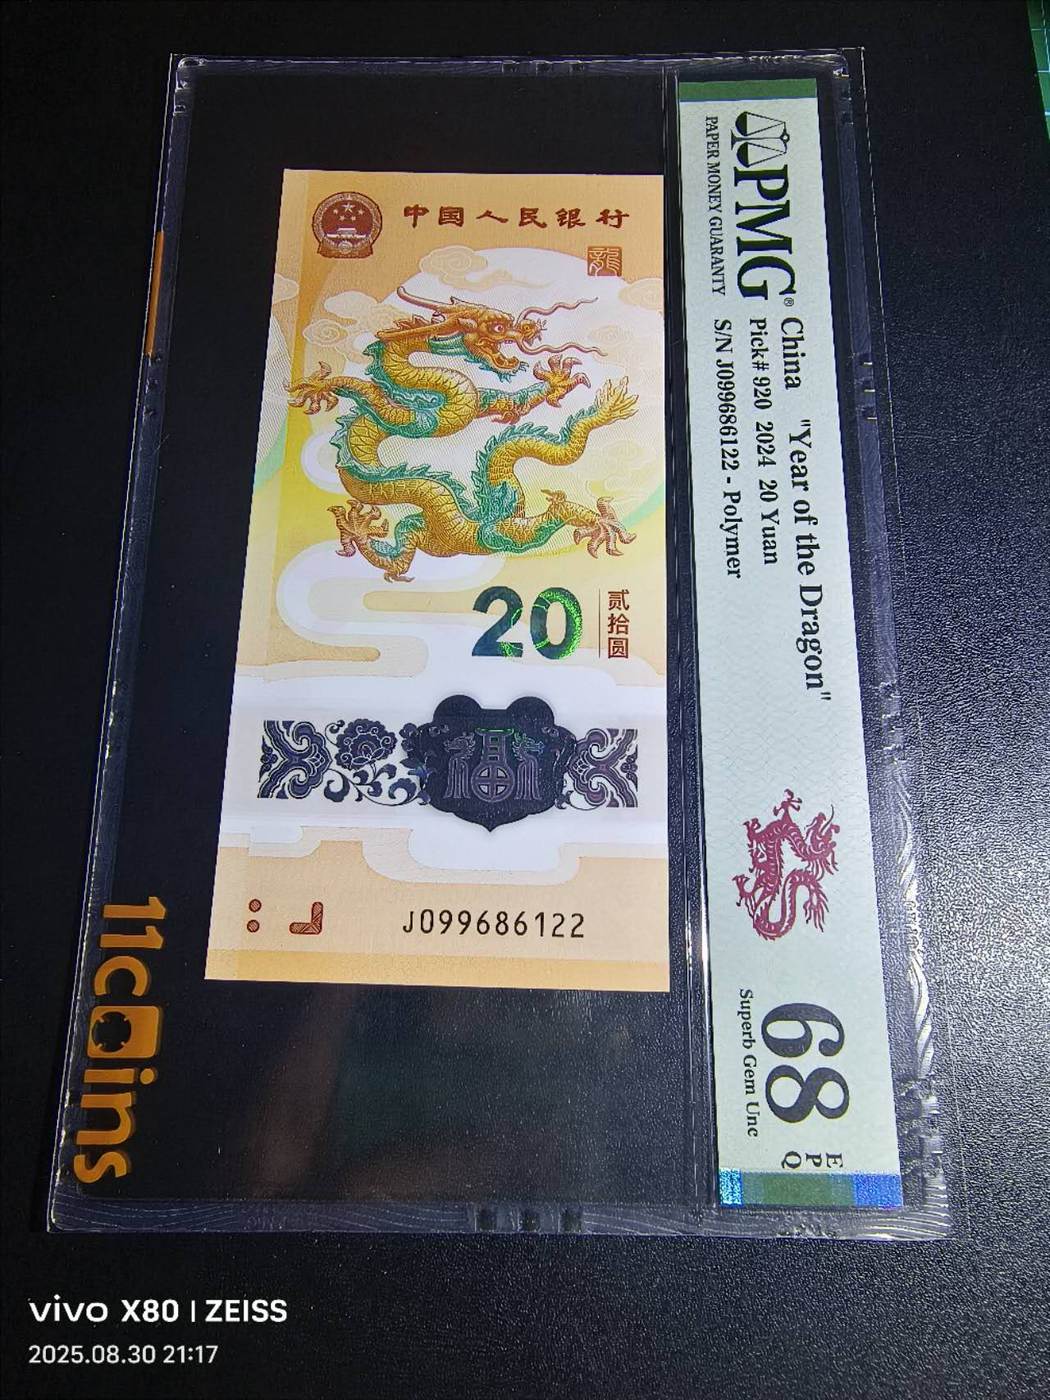 中国人民银行
龍
20
贰拾圆
福
J099686122
PMG®
PAPER MONEY GUARANTY
China "Year of the Dragon"
Pick# 920 2024 20 Yuan
S/N J099686122 - Polymer
68
EPQ
Superb Gem Unc
11coins
vivo X80 | ZEISS
2025.08.30 21:17